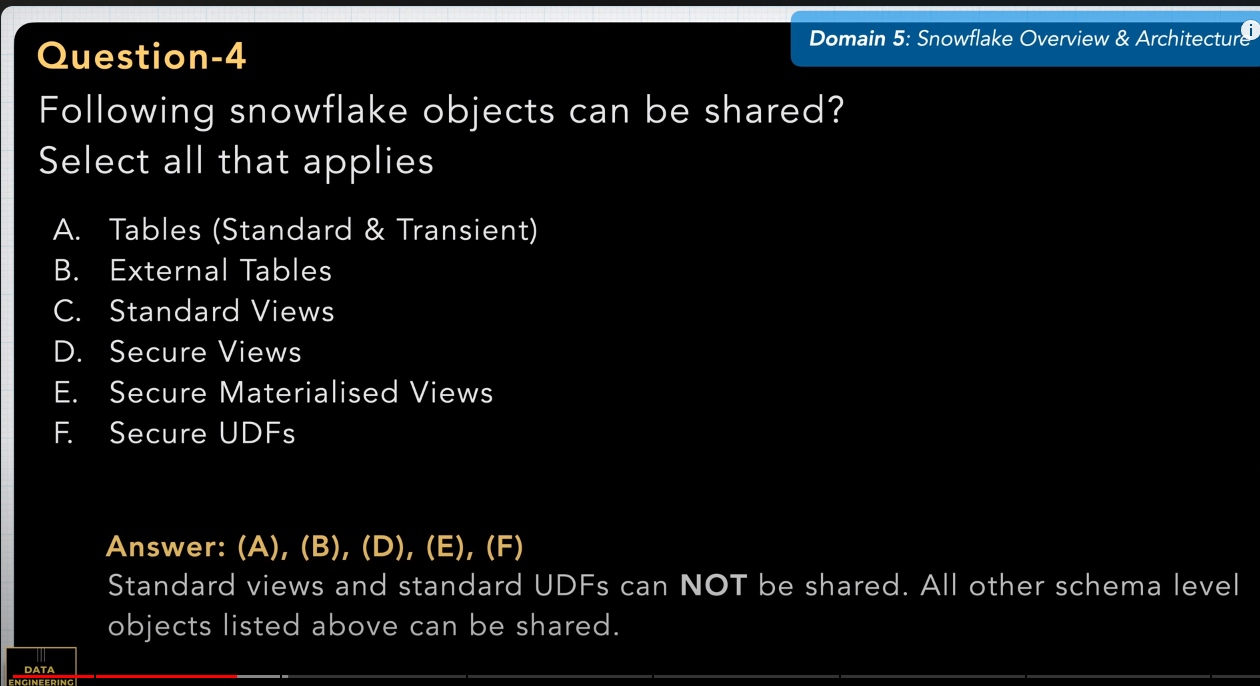 Question-4
Domain 5: Snowflake Overview & Architecture
i
Following snowflake objects can be shared?
Select all that applies
A. Tables (Standard & Transient)
B. External Tables
C. Standard Views
D. Secure Views
E. Secure Materialised Views
F. Secure UDFs
Answer: (A), (B), (D), (E), (F)
Standard views and standard UDFs can NOT be shared. All other schema level
objects listed above can be shared.
DATA
ENGINEERING